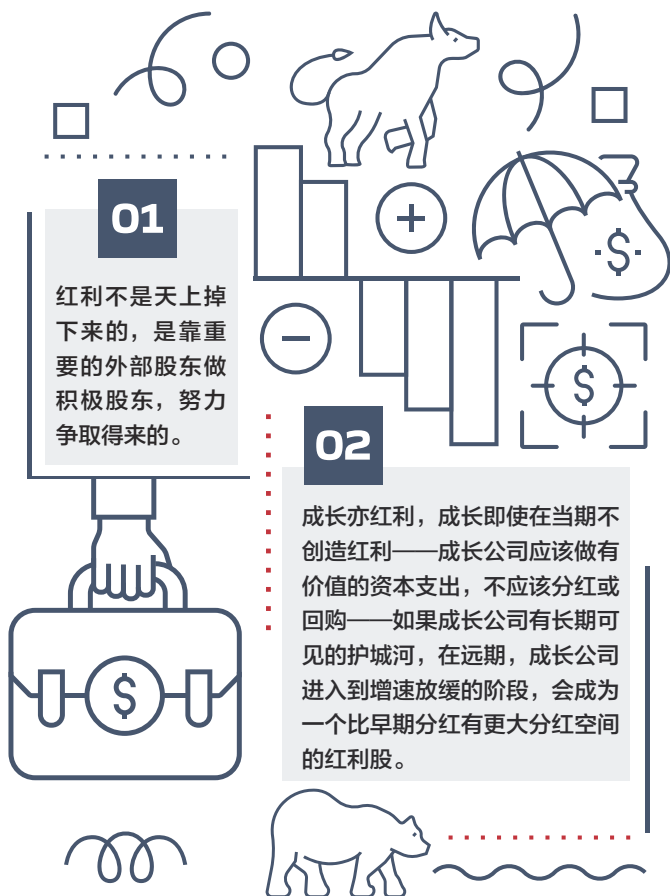 01
红利不是天上掉
下来的，是靠重
要的外部股东做
积极股东，努力
争取得来的。
02
成长亦红利，成长即使在当期不
创造红利——成长公司应该做有
价值的资本支出，不应该分红或
回购——如果成长公司有长期可
见的护城河，在远期，成长公司
进入到增速放缓的阶段，会成为
一个比早期分红有更大分红空间
的红利股。